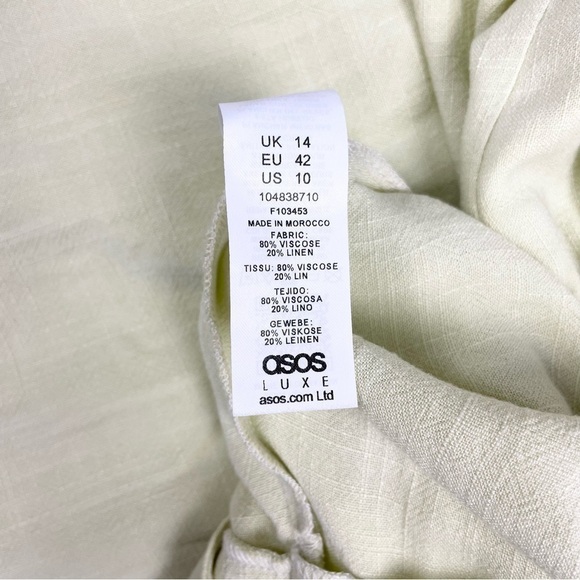 UK 14
EU 42
US 10
104838710
F103453
MADE IN MOROCCO
FABRIC:
80% VISCOSE
20% LINEN
TISSU: 80% VISCOSE
20% LIN
TEJIDO:
80% VISCOSA
20% LINO
GEWEBE:
80% VISKOSE
20% LEINEN
asos
LUXE
asos.com Ltd